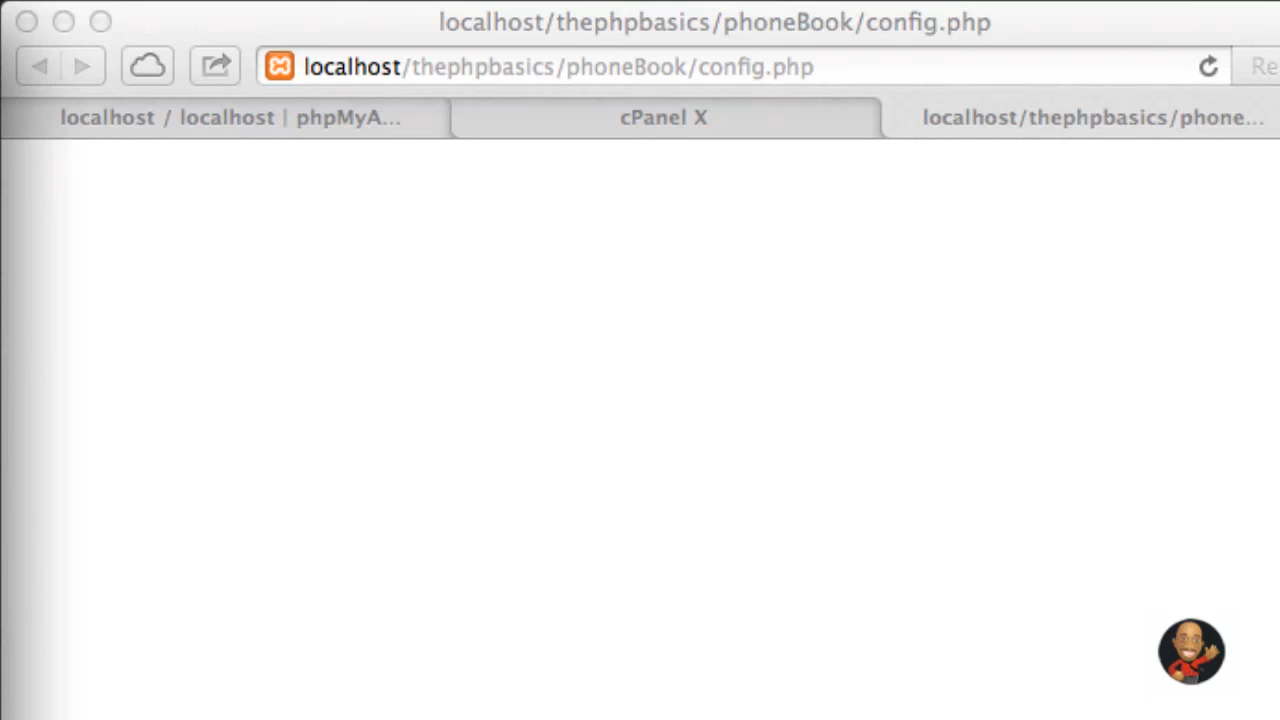 localhost/thephpbasics/phoneBook/config.php
localhost/thephpbasics/phoneBook/config.php Re
localhost / localhost | phpMyA... cPanel X localhost/thephpbasics/phone...